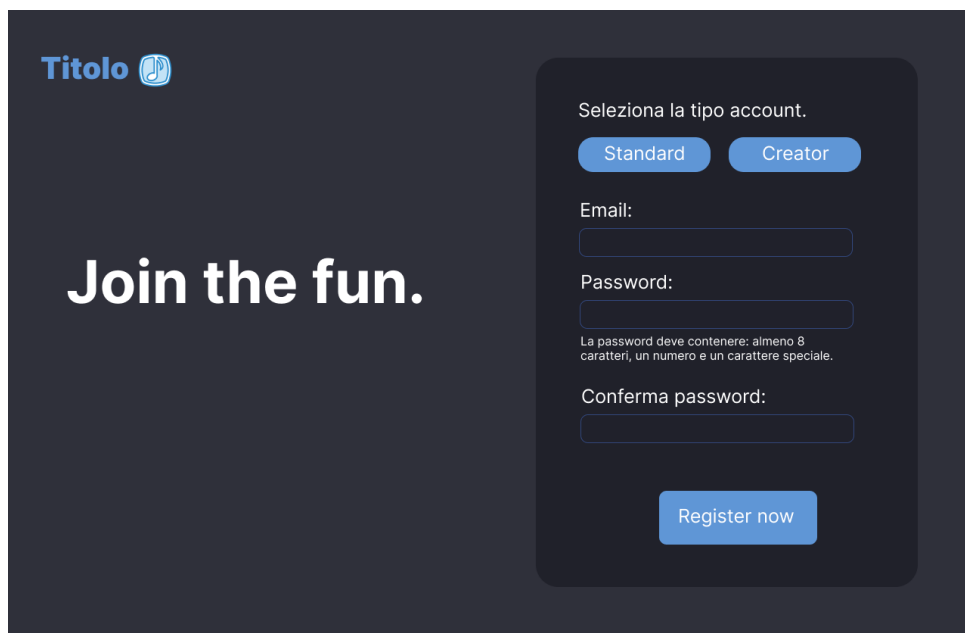 Titolo
Join the fun.
Seleziona la tipo account.
Standard
Creator
Email:
Password:
La password deve contenere: almeno 8
caratteri, un numero e un carattere speciale.
Conferma password:
Register now